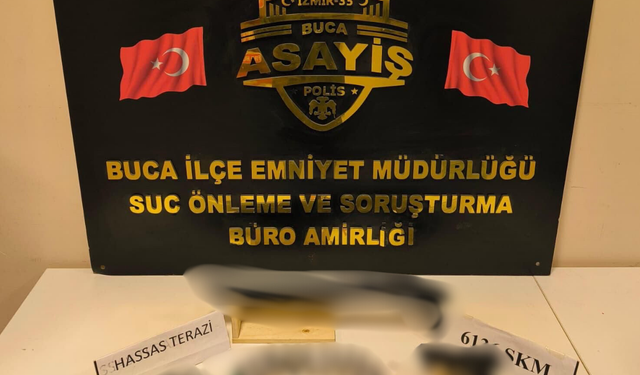 İZMİR-35
BUCA
ASAYİŞ
POLİS
BUCA İLÇE EMNİYET MÜDÜRLÜĞÜ
SUC ÖNLEME VE SORUŞTURMA
BÜRO AMİRLİĞİ
HASSAS TERAZİ
SKM